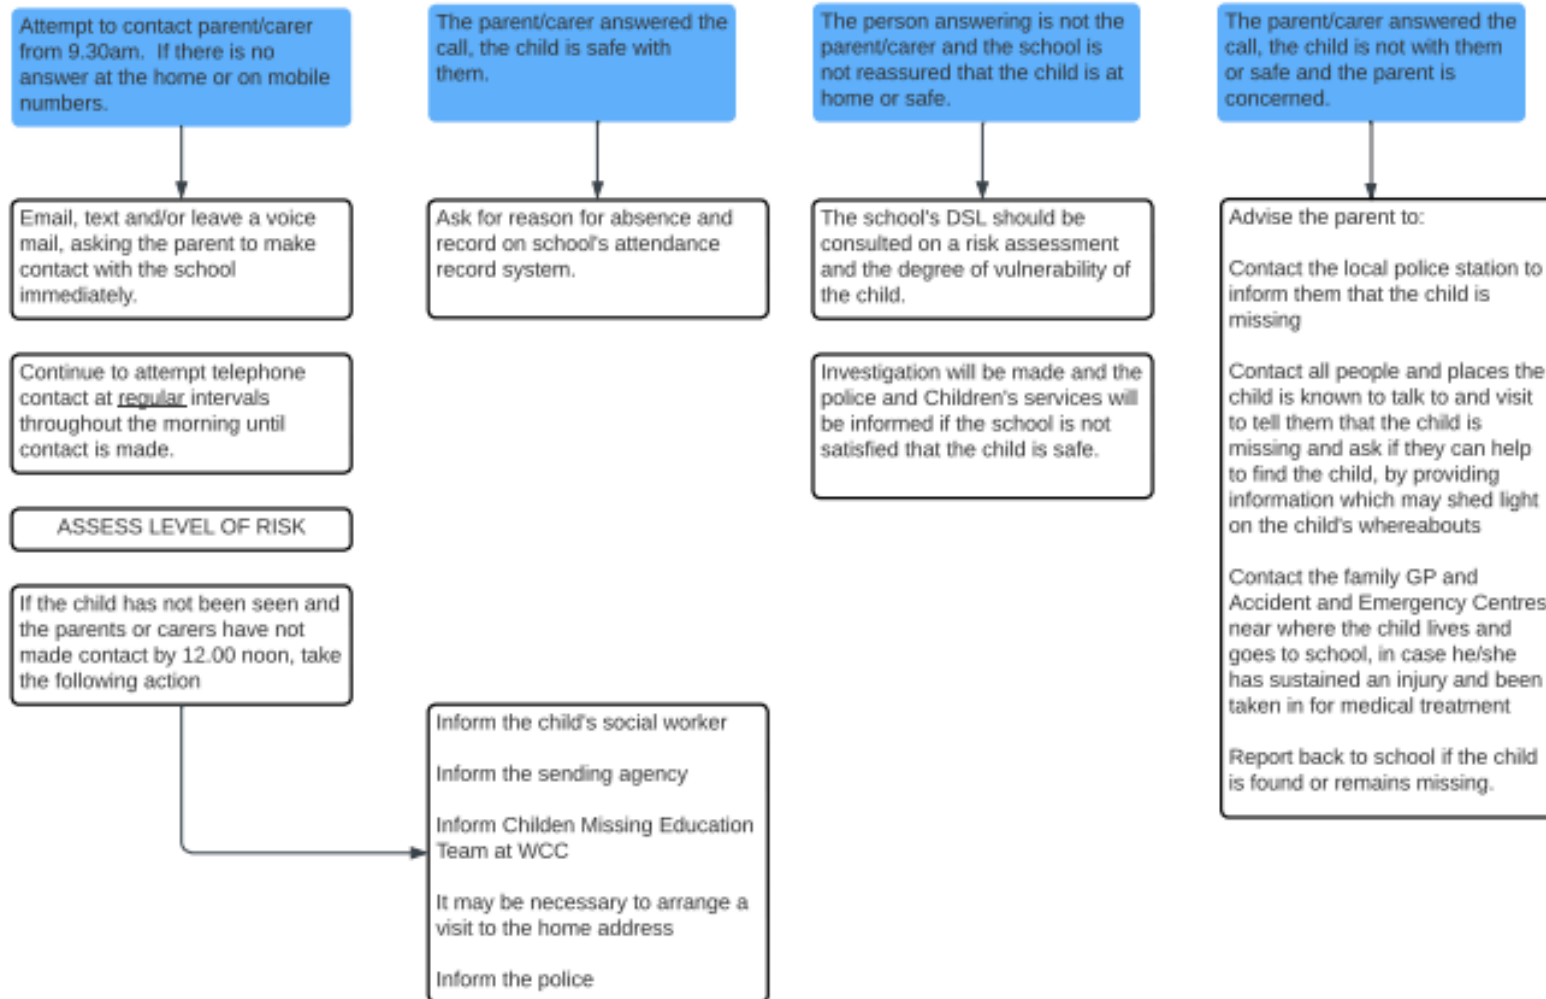 Attempt to contact parent/carer
from 9.30am.  If there is no
answer at the home or on mobile
numbers.
Email, text and/or leave a voice
mail, asking the parent to make
contact with the school
immediately.
Continue to attempt telephone
contact at regular intervals
throughout the morning until
contact is made.
ASSESS LEVEL OF RISK
If the child has not been seen and
the parents or carers have not
made contact by 12.00 noon, take
the following action
Inform the child's social worker
Inform the sending agency
Inform Childen Missing Education
Team at WCC
It may be necessary to arrange a
visit to the home address
Inform the police
The parent/carer answered the
call, the child is safe with
them.
Ask for reason for absence and
record on school's attendance
record system.
The person answering is not the
parent/carer and the school is
not reassured that the child is at
home or safe.
The school's DSL should be
consulted on a risk assessment
and the degree of vulnerability of
the child.
Investigation will be made and the
police and Children's services will
be informed if the school is not
satisfied that the child is safe.
The parent/carer answered the
call, the child is not with them
or safe and the parent is
concerned.
Advise the parent to:
Contact the local police station to
inform them that the child is
missing
Contact all people and places the
child is known to talk to and visit
to tell them that the child is
missing and ask if they can help
to find the child, by providing
information which may shed light
on the child's whereabouts
Contact the family GP and
Accident and Emergency Centres
near where the child lives and
goes to school, in case he/she
has sustained an injury and been
taken in for medical treatment
Report back to school if the child
is found or remains missing.